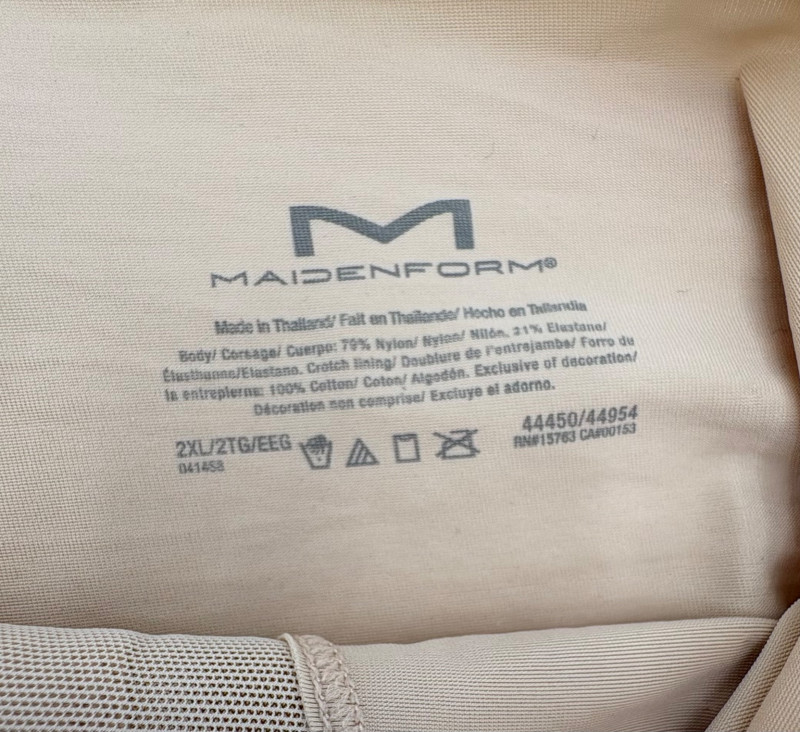 M
MAIDENFORM®
Made in Thailand/ Fait en Thaïlande/ Hecho en Tailandia
Body/ Corsage/ Cuerpo: 79% Nylon/ Nylon/ Nilón, 21% Elastane/
Élasthanne/Elastano. Crotch lining/ Doublure de l'entrejambe/ Forro de
la entrepierna: 100% Cotton/ Coton/ Algodón. Exclusive of decoration/
Décoration non comprise/ Excluye el adorno.
2XL/2TG/EEG
041458
44450/44954
RN#15763 CA#00153